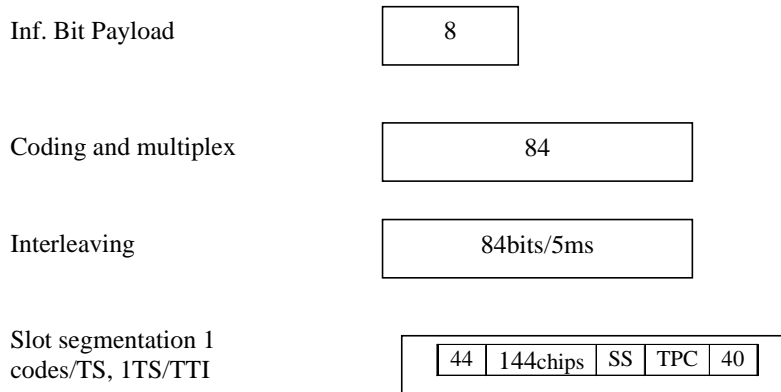 Inf. Bit Payload 8
Coding and multiplex 84
Interleaving 84bits/5ms
Slot segmentation 1
codes/TS, 1TS/TTI
44 144chips SS TPC 40